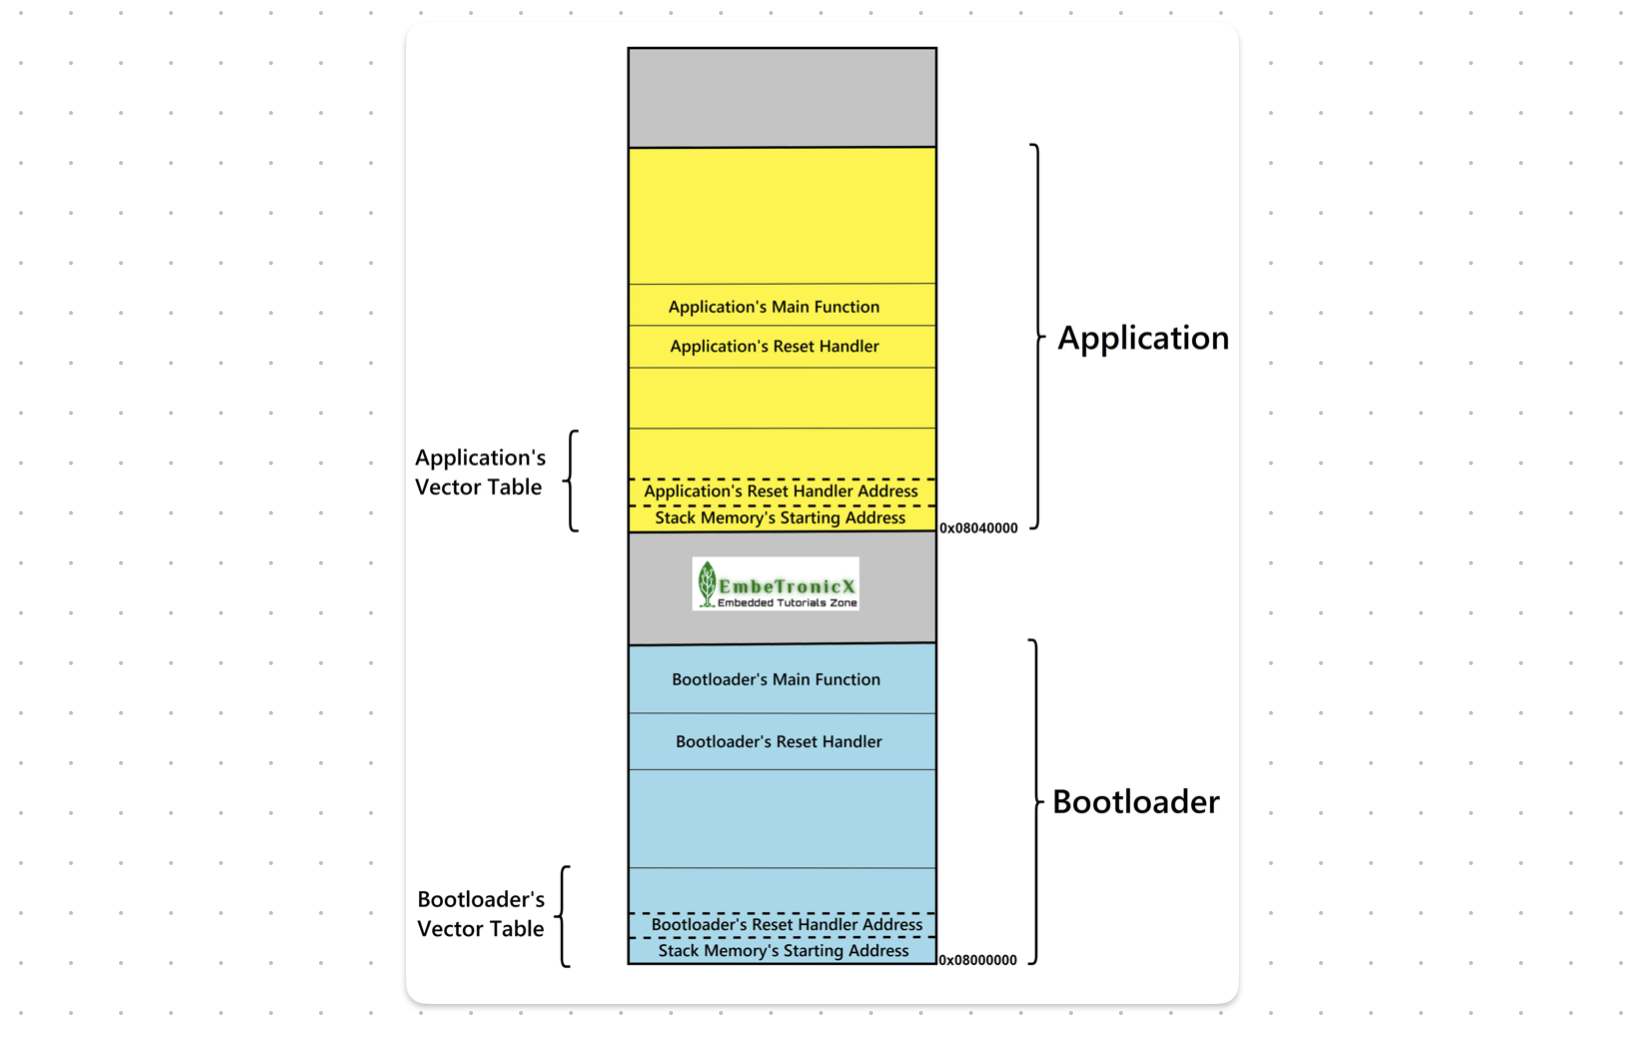 Application's Main Function
Application's Reset Handler
Application
Application's
Vector Table
Application's Reset Handler Address
Stack Memory's Starting Address
0x08040000
EmbeTronicX
Embedded Tutorials Zone
Bootloader's Main Function
Bootloader's Reset Handler
Bootloader
Bootloader's
Vector Table
Bootloader's Reset Handler Address
Stack Memory's Starting Address
0x08000000